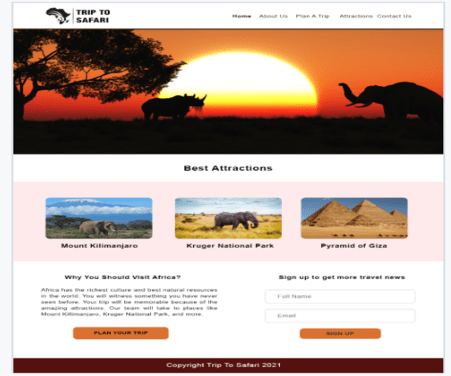 TRIP TO
SAFARI
Home About Us Plan A Trip Attractions Contact Us
Best Attractions
Mount Kilimanjaro Kruger National Park Pyramid of Giza
Why You Should Visit Africa?
Africa has the richest culture and best natural resources
in the world. You will witness something you have never
seen before. Your trip will be memorable because of the
amazing attractions. Our team will take to places like
Mount Kilimanjaro, Kruger National Park, and more.
PLAN YOUR TRIP
Sign up to get more travel news
Full Name
Email
SIGN UP
Copyright Trip To Safari 2021